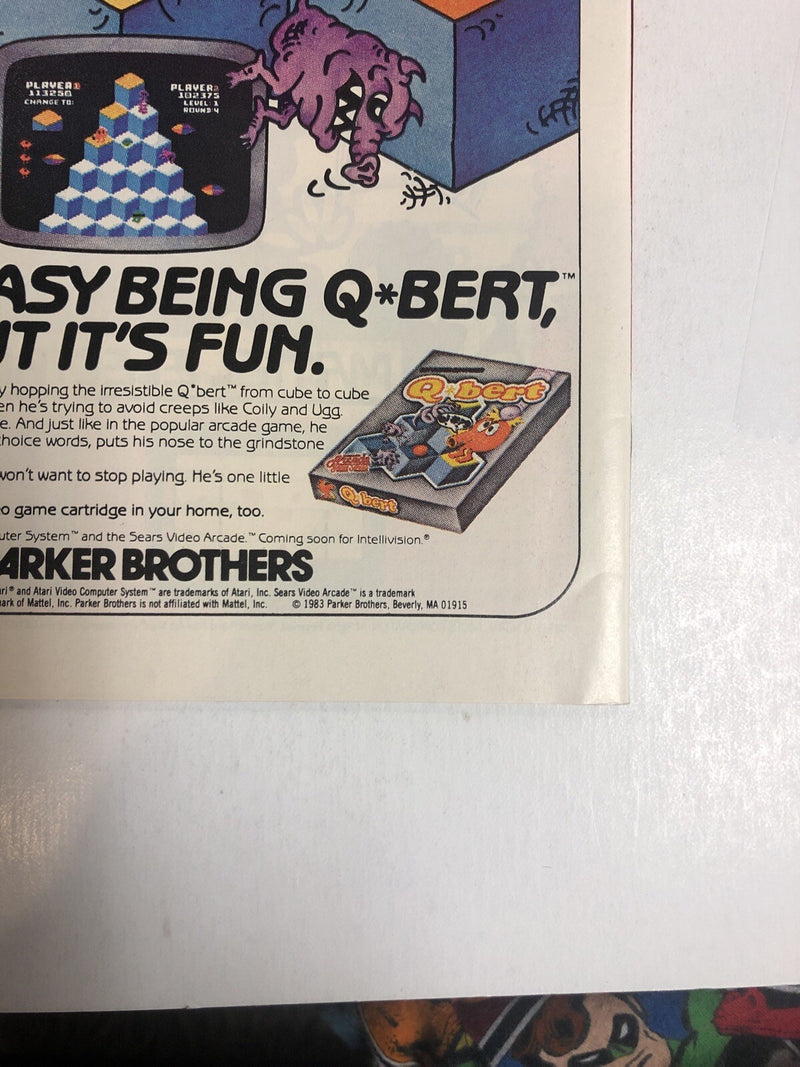 PLAYER1
113250
CHANGE TO:
PLAYER2
102375
LEVEL: 1
ROUND: 4
ASY BEING Q*BERT,™
UT IT'S FUN.
y hopping the irresistible Q*bert™ from cube to cube
en he's trying to avoid creeps like Coily and Ugg.
e. And just like in the popular arcade game, he
hoice words, puts his nose to the grindstone
won't want to stop playing. He's one little
o game cartridge in your home, too.
Q*bert
Q*bert
uter System™ and the Sears Video Arcade.™ Coming soon for Intellivision.®
ARKER BROTHERS
ri® and Atari Video Computer System™ are trademarks of Atari, Inc. Sears Video Arcade™ is a trademark
ark of Mattel, Inc. Parker Brothers is not affiliated with Mattel, Inc. © 1983 Parker Brothers, Beverly, MA 01915